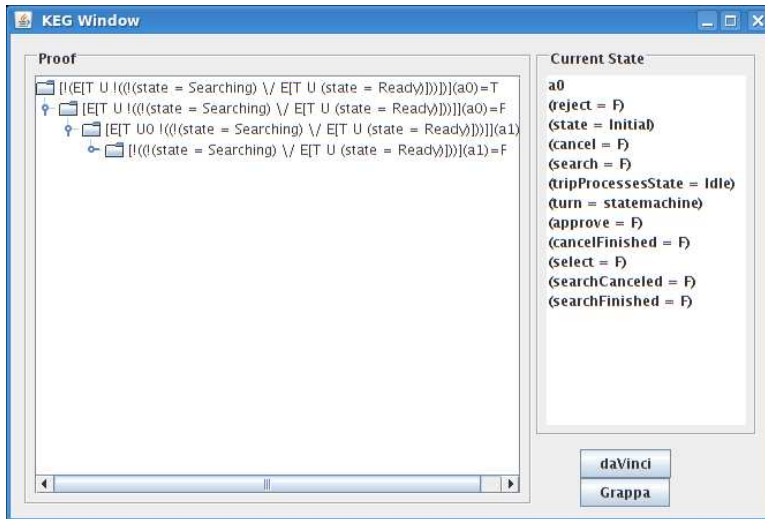 KEG Window
Proof
[!(E[T U !((!(state = Searching) \/ E[T U (state = Ready)]))])](a0)=T
[E[T U !((!(state = Searching) \/ E[T U (state = Ready)]))]](a0)=F
[E[T U0 !((!(state = Searching) \/ E[T U (state = Ready)]))]](a1)
[!((!(state = Searching) \/ E[T U (state = Ready)]))](a1)=F
Current State
a0
(reject = F)
(state = Initial)
(cancel = F)
(search = F)
(tripProcessesState = Idle)
(turn = statemachine)
(approve = F)
(cancelFinished = F)
(select = F)
(searchCanceled = F)
(searchFinished = F)
daVinci
Grappa